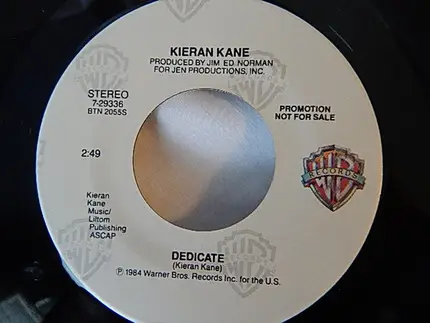 KIERAN KANE
PRODUCED BY JIM ED NORMAN
FOR JEN PRODUCTIONS, INC.
STEREO
7-29336
BTN 2055S
PROMOTION
NOT FOR SALE
2:49
RECORDS
Kieran
Kane
Music/
Liltom
Publishing
ASCAP
DEDICATE
(Kieran Kane)
℗ 1984 Warner Bros. Records Inc. for the U.S.